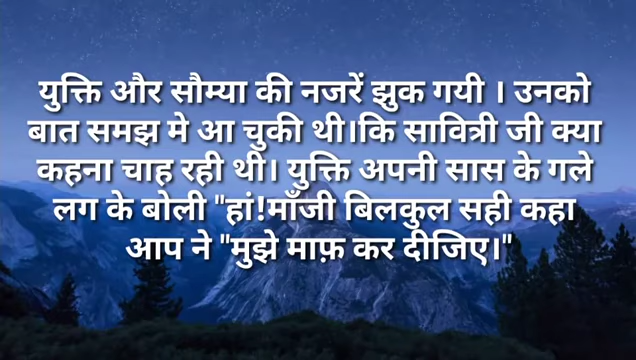 युक्ति और सौम्या की नजरें झुक गयी । उनको
बात समझ मे आ चुकी थी।कि सावित्री जी क्या
कहना चाह रही थी। युक्ति अपनी सास के गले
लग के बोली "हां!माँजी बिलकुल सही कहा
आप ने "मुझे माफ़ कर दीजिए।"